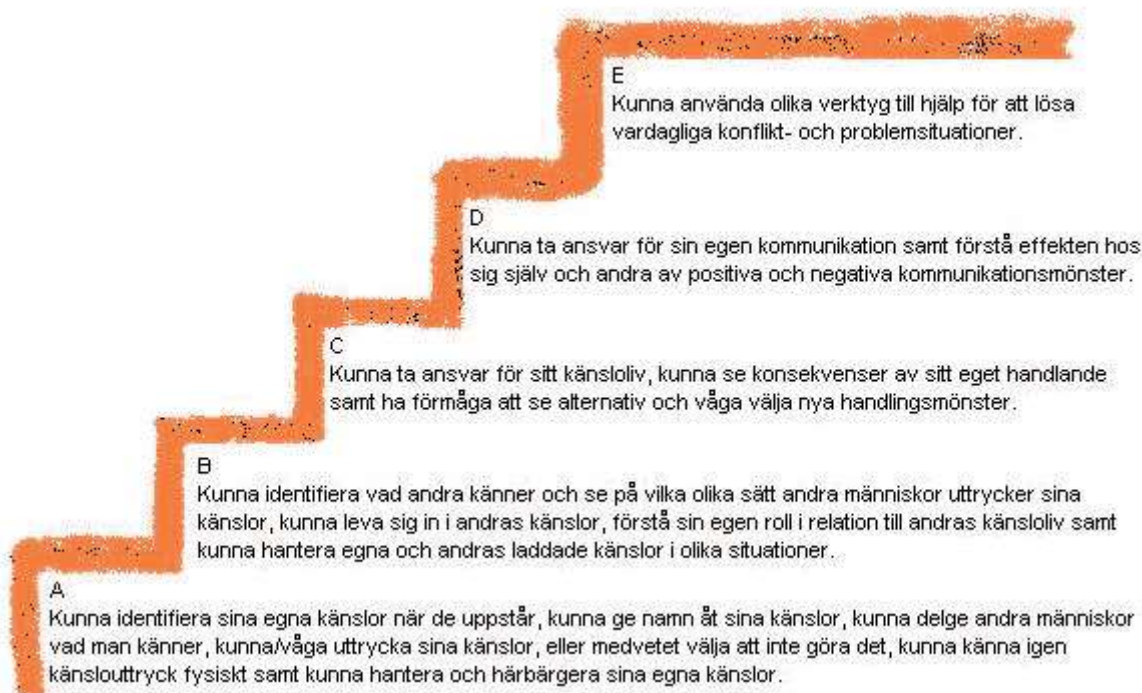 E
Kunna använda olika verktyg till hjälp för att lösa
vardagliga konflikt- och problemsituationer.
D
Kunna ta ansvar för sin egen kommunikation samt förstå effekten hos
sig själv och andra av positiva och negativa kommunikationsmönster.
C
Kunna ta ansvar för sitt känsloliv, kunna se konsekvenser av sitt eget handlande
samt ha förmåga att se alternativ och våga välja nya handlingsmönster.
B
Kunna identifiera vad andra känner och se på vilka olika sätt andra människor uttrycker sina
känslor, kunna leva sig in i andras känslor, förstå sin egen roll i relation till andras känsloliv samt
kunna hantera egna och andras laddade känslor i olika situationer.
A
Kunna identifiera sina egna känslor när de uppstår, kunna ge namn åt sina känslor, kunna delge andra människor
vad man känner, kunna/våga uttrycka sina känslor, eller medvetet välja att inte göra det, kunna känna igen
känslouttryck fysiskt samt kunna hantera och härbärgera sina egna känslor.